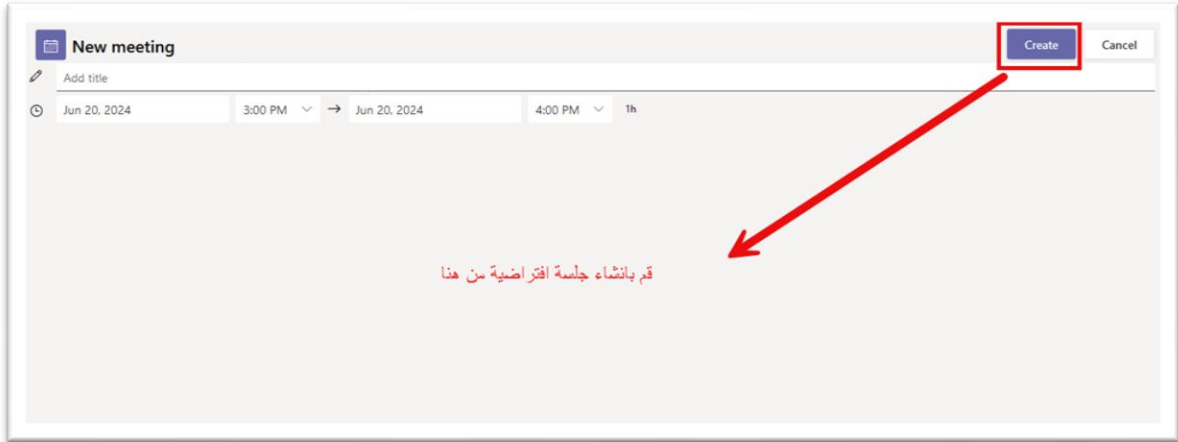 New meeting
Create
Cancel
Add title
Jun 20, 2024 3:00 PM → Jun 20, 2024 4:00 PM 1h
قم بانشاء جلسة افتراضية من هنا